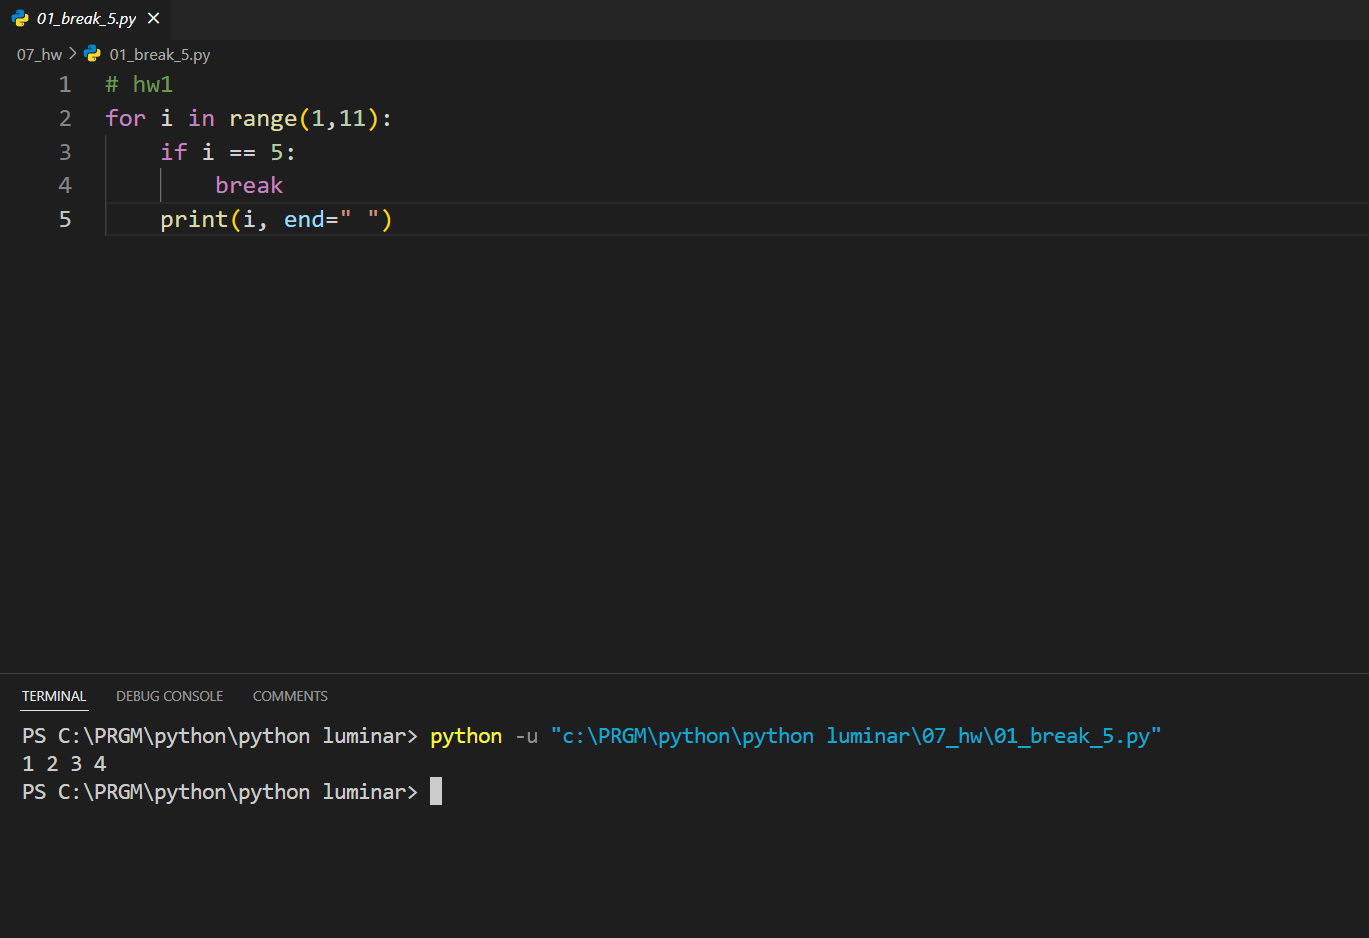 01_break_5.py
07_hw > 01_break_5.py
1 # hw1
2 for i in range(1,11):
3     if i == 5:
4         break
5     print(i, end=" ")
TERMINAL DEBUG CONSOLE COMMENTS
PS C:\PRGM\python\python luminar> python -u "c:\PRGM\python\python luminar\07_hw\01_break_5.py"
1 2 3 4
PS C:\PRGM\python\python luminar>